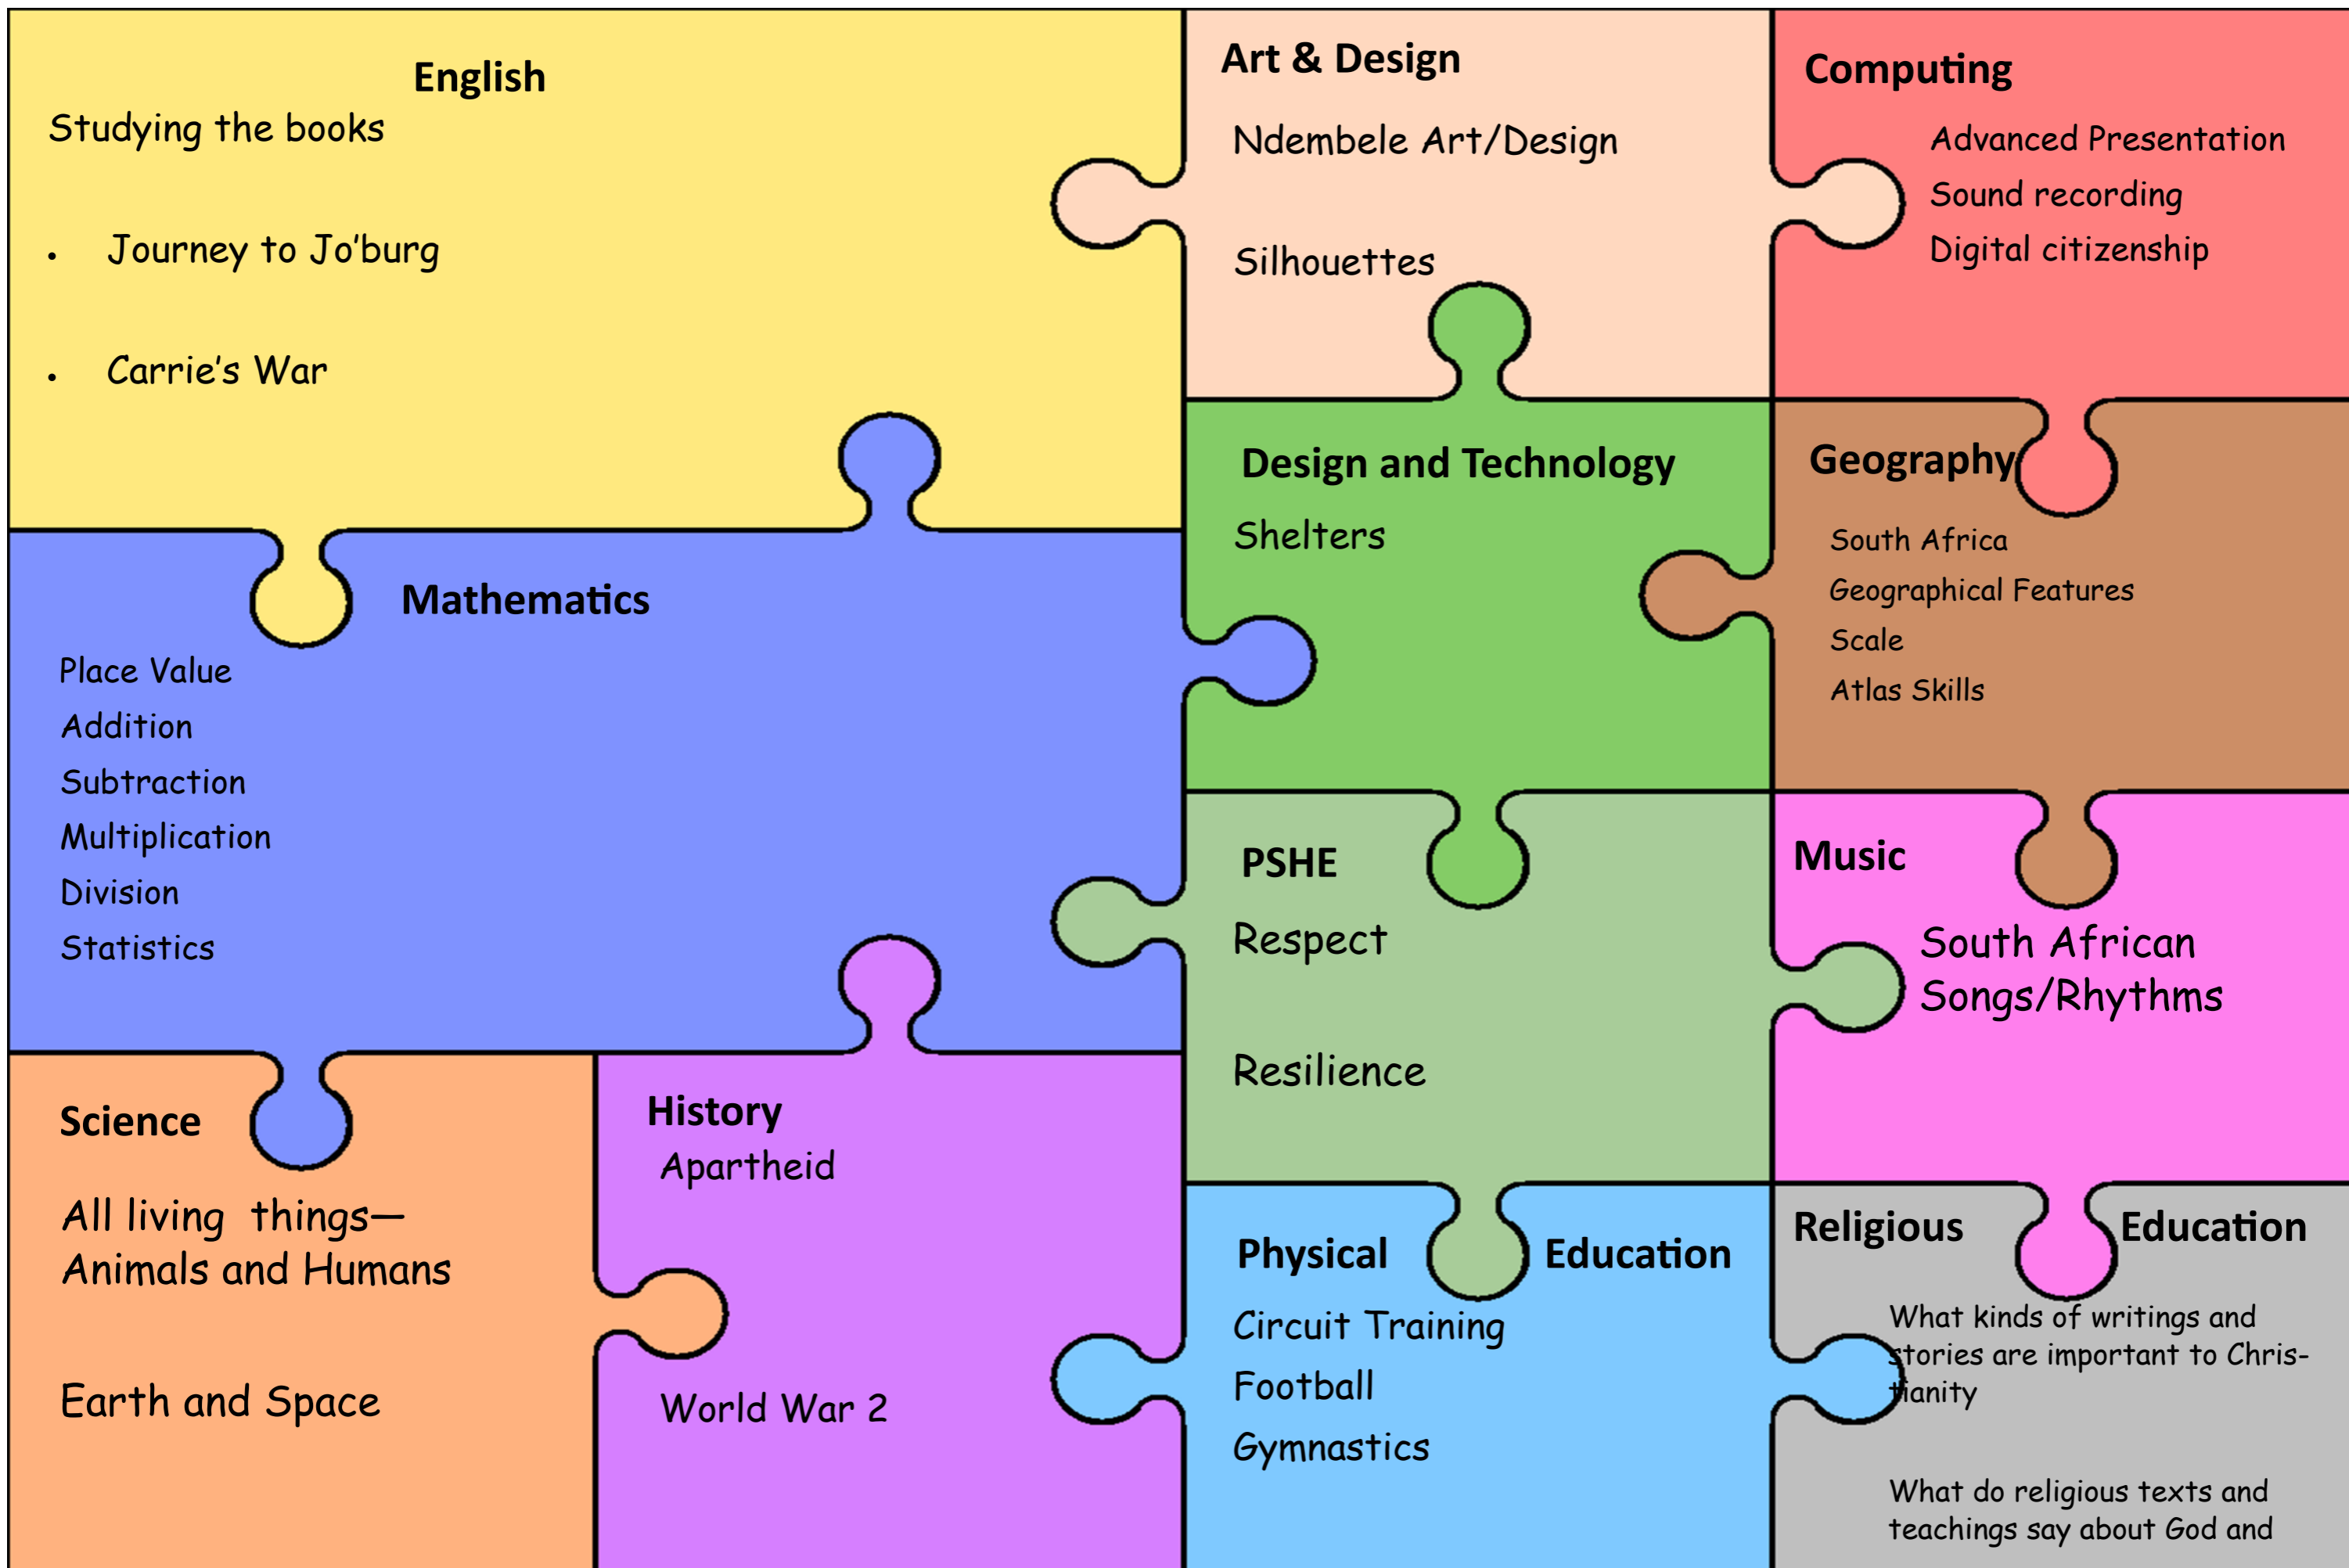 English
Studying the books
• Journey to Jo’burg
• Carrie’s War
Art & Design
Ndembele Art/Design
Silhouettes
Computing
Advanced Presentation
Sound recording
Digital citizenship
Mathematics
Place Value
Addition
Subtraction
Multiplication
Division
Statistics
Design and Technology
Shelters
Geography
South Africa
Geographical Features
Scale
Atlas Skills
PSHE
Respect
Resilience
Music
South African
Songs/Rhythms
Science
All living things—
Animals and Humans
Earth and Space
History
Apartheid
World War 2
Physical Education
Circuit Training
Football
Gymnastics
Religious Education
What kinds of writings and
stories are important to Chris-
tianity
What do religious texts and
teachings say about God and